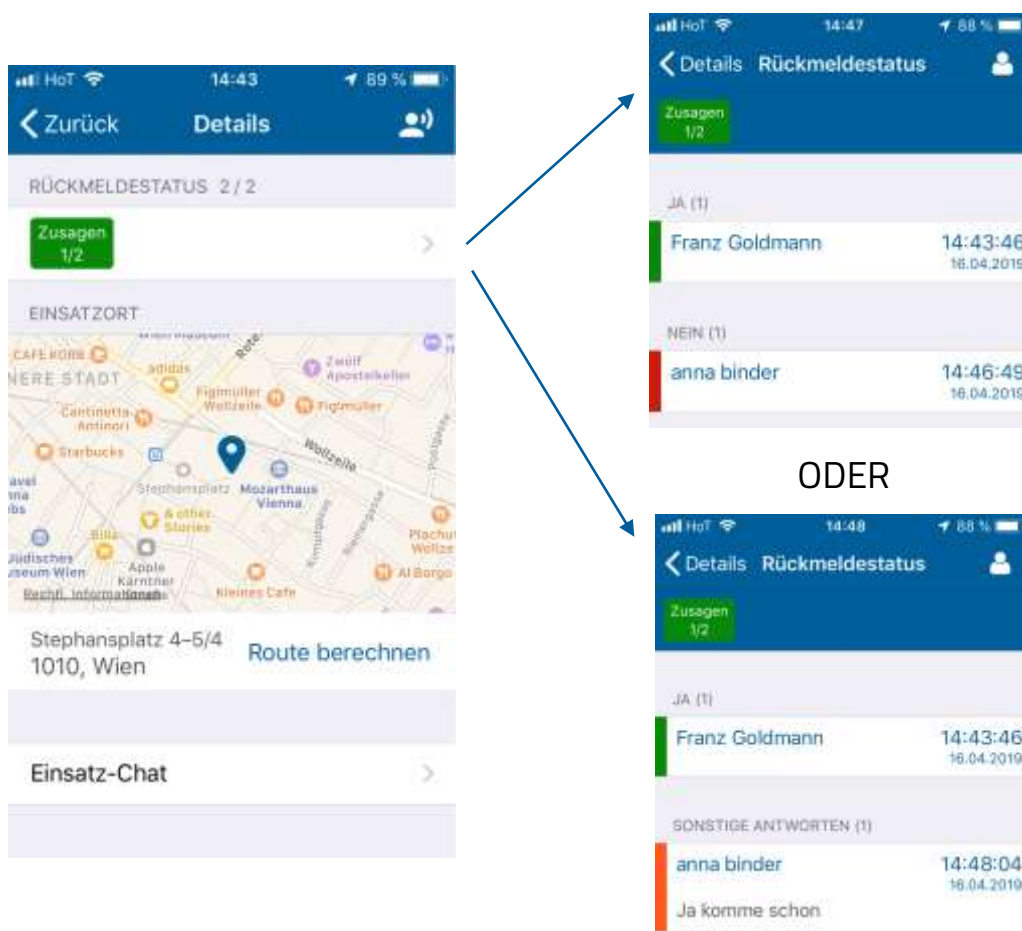 HoT 14:43 89 %
Zurück Details
RÜCKMELDESTATUS 2 / 2
Zusagen
1/2
EINSATZORT
CAFE KORB
adidas
Rote
Zwölf
Apostelkeller
NERE STADT
Figlmüller
Wollzeile
Figlmüller
Cantinetta
Antinori
Starbucks
Wollzeile
Postgasse
Stephansplatz
Mozarthaus
Vienna
& other
Stories
Billa
Jüdisches
Apple
Kärntner
Kleines Cafe
Al Borgo
Rechtl. Informationen
Stephansplatz 4–5/4
1010, Wien
Route berechnen
Einsatz-Chat
HoT 14:47 88 %
Details Rückmeldestatus
Zusagen
1/2
JA (1)
Franz Goldmann 14:43:46
16.04.2019
NEIN (1)
anna binder 14:46:49
16.04.2019
ODER
HoT 14:48 88 %
Details Rückmeldestatus
Zusagen
1/2
JA (1)
Franz Goldmann 14:43:46
16.04.2019
SONSTIGE ANTWORTEN (1)
anna binder 14:48:04
16.04.2019
Ja komme schon